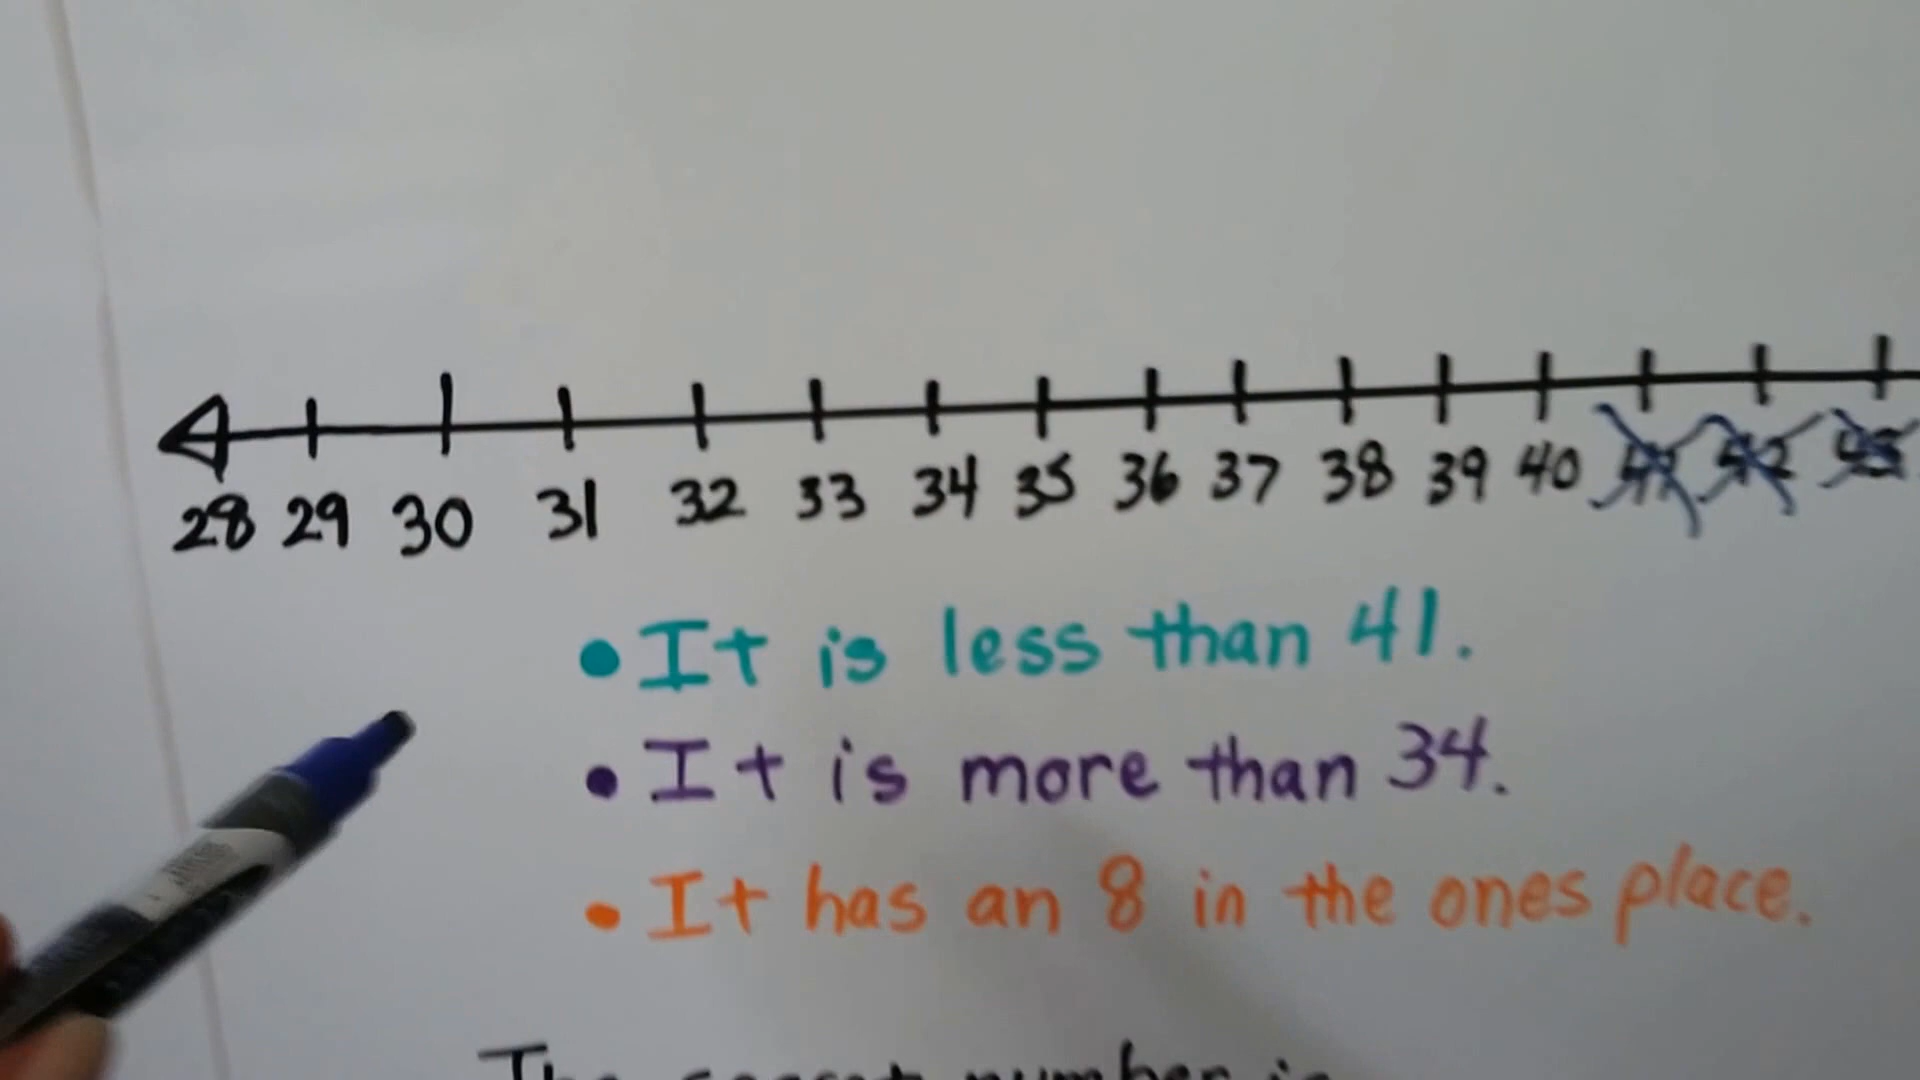 28 29 30 31 32 33 34 35 36 37 38 39 40 41 42 43
• It is less than 41.
• It is more than 34.
• It has an 8 in the ones place.
The secret number is